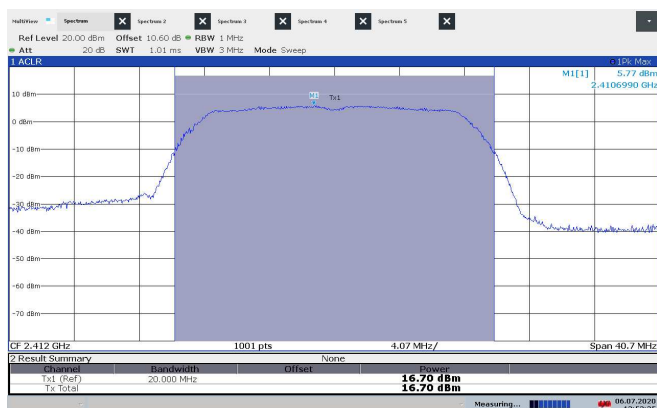 MultiView Spectrum Spectrum 2 Spectrum 3 Spectrum 4 Spectrum 5
Ref Level 20.00 dBm Offset 10.60 dB RBW 1 MHz
Att 20 dB SWT 1.01 ms VBW 3 MHz Mode Sweep
1 ACLR 1Pk Max
M1[1] 5.77 dBm
2.4106990 GHz
10 dBm
M1 Tx1
0 dBm
-10 dBm
-20 dBm
-30 dBm
-40 dBm
-50 dBm
-60 dBm
-70 dBm
CF 2.412 GHz 1001 pts 4.07 MHz/ Span 40.7 MHz
2 Result Summary None
Channel Bandwidth Offset Power
Tx1 (Ref) 20.000 MHz 16.70 dBm
Tx Total 16.70 dBm
Measuring... 06.07.2020